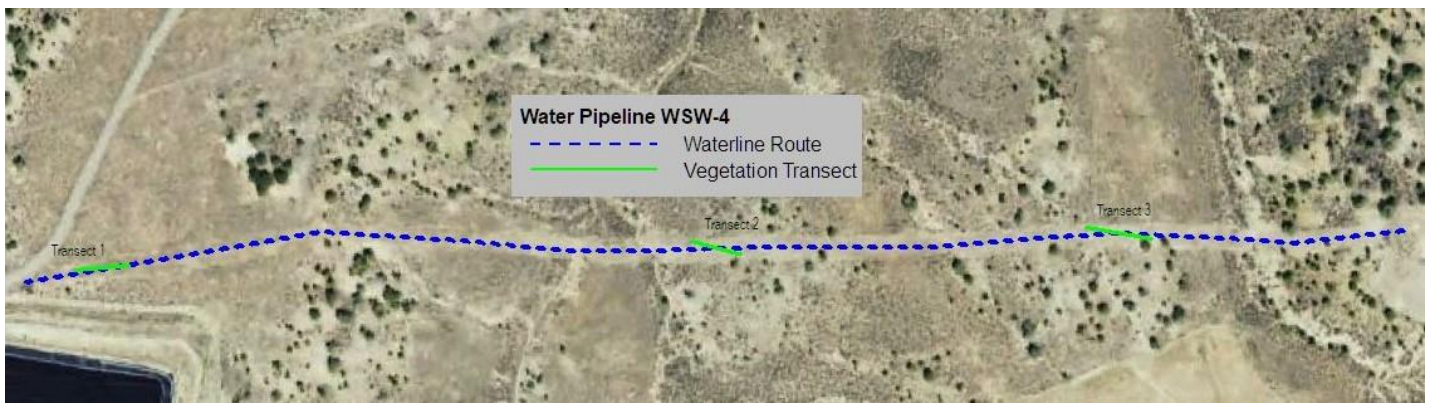 Water Pipeline WSW-4
Waterline Route
Vegetation Transect
Transect 1
Transect 2
Transect 3